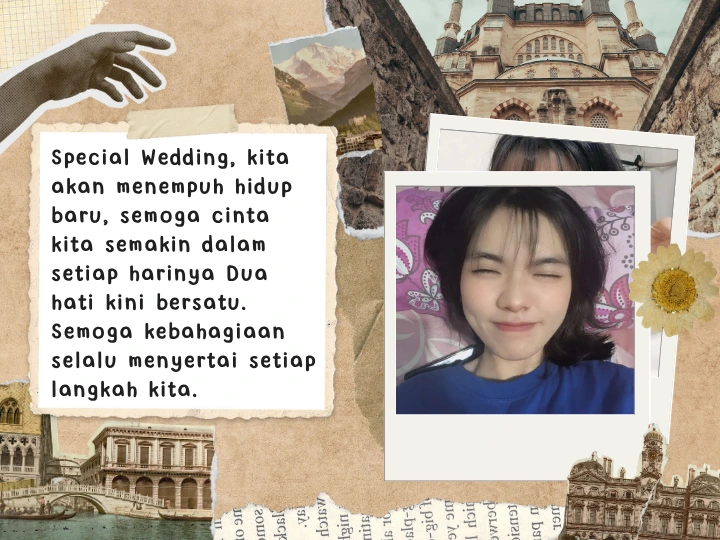 Special Wedding, kita
akan menempuh hidup
baru, semoga cinta
kita semakin dalam
setiap harinya Dua
hati kini bersatu.
Semoga kebahagiaan
selalu menyertai setiap
langkah kita.